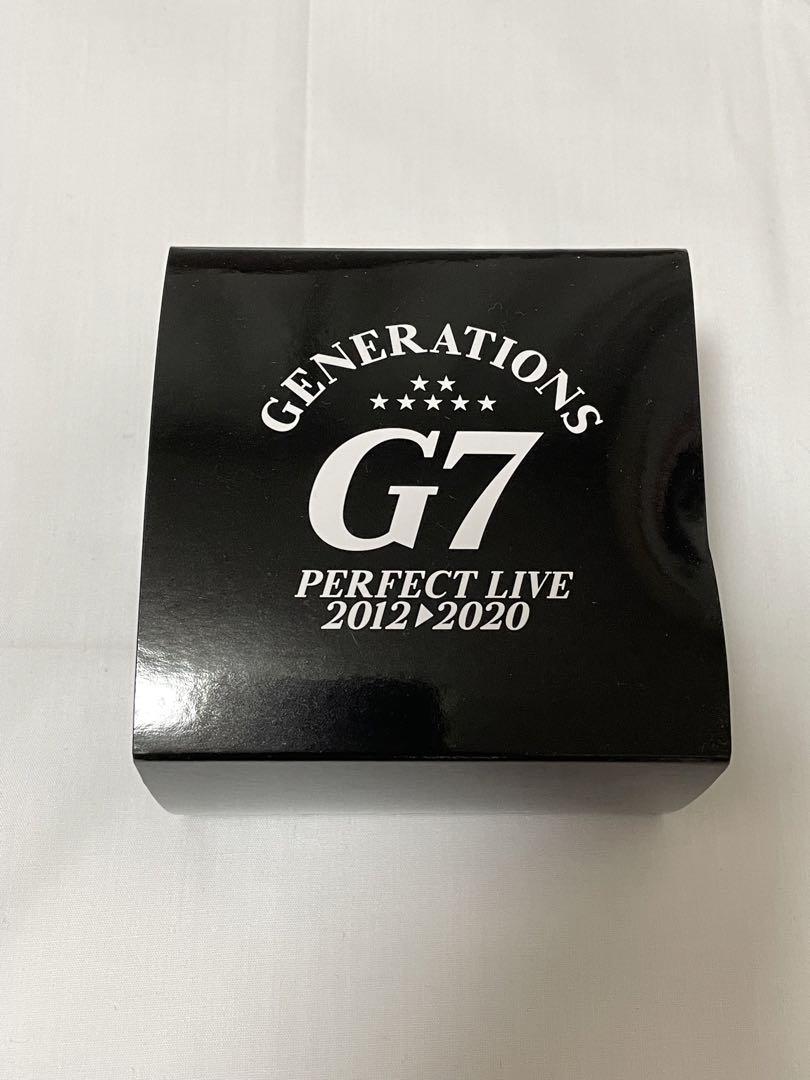 GENERATIONS
★★
★★★★★
G7
PERFECT LIVE
2012▶2020